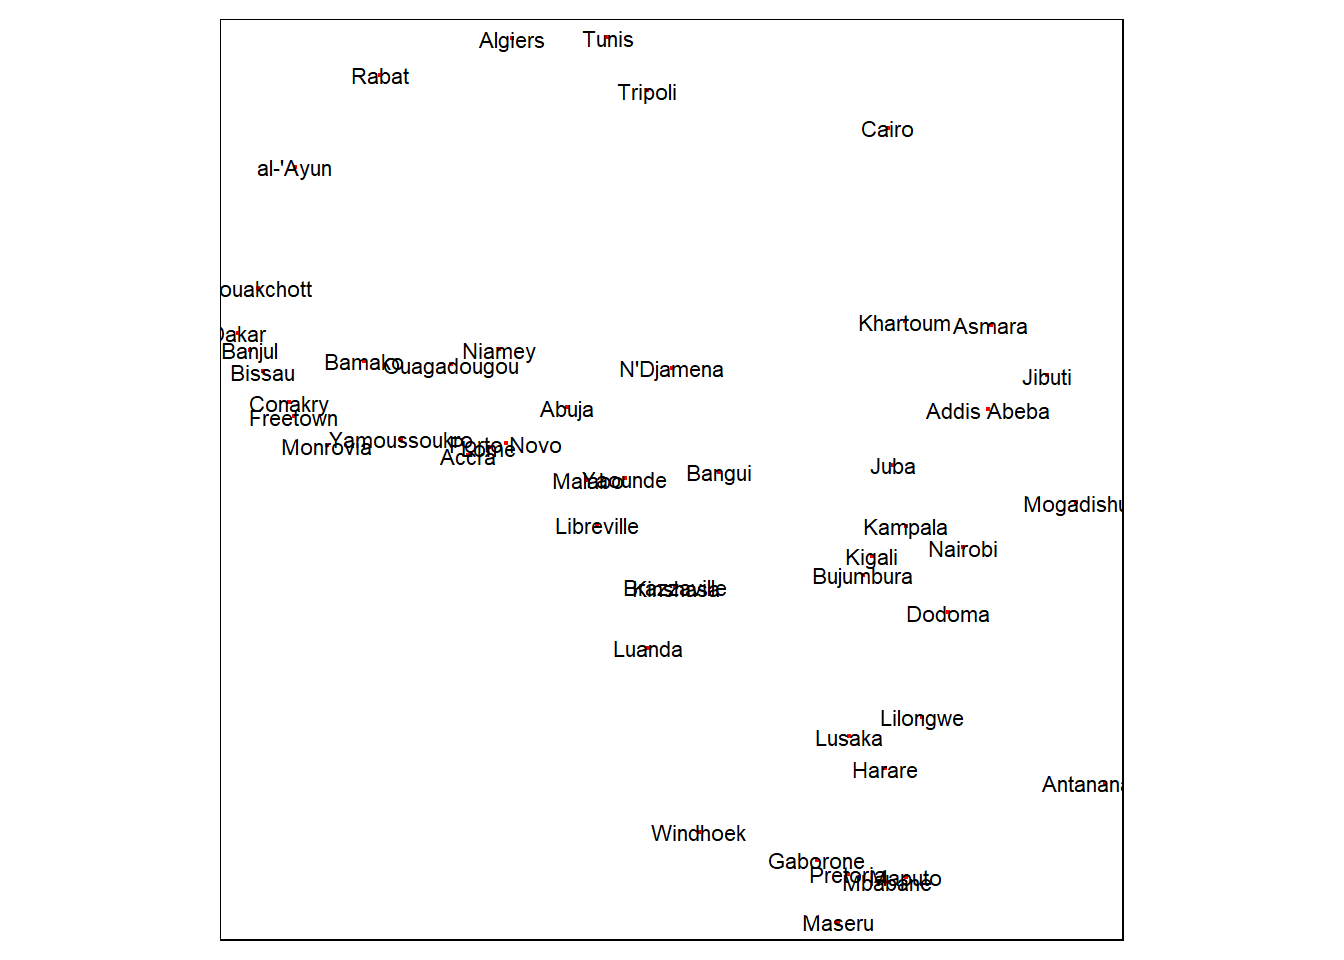 Algiers
Tunis
Rabat
Tripoli
Cairo
al-'Ayun
ouakchott
Khartoum
Asmara
Dakar
Banjul
Niamey
Bamako
Ouagadougou
N'Djamena
Bissau
Jibuti
Conakry
Abuja
Addis Abeba
Freetown
Yamoussoukro
Porto-Novo
Monrovia
Lome
Accra
Juba
Bangui
Malabo
Yaounde
Mogadishu
Libreville
Kampala
Nairobi
Kigali
Bujumbura
Brazzaville
Kinshasa
Dodoma
Luanda
Lilongwe
Lusaka
Harare
Antanana
Windhoek
Gaborone
Pretoria
Maputo
Mbabane
Maseru